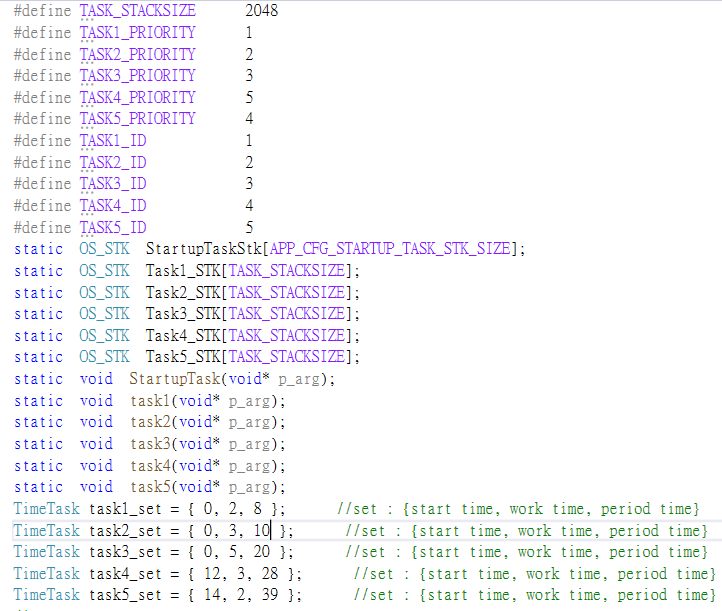 #define TASK_STACKSIZE 2048
#define TASK1_PRIORITY 1
#define TASK2_PRIORITY 2
#define TASK3_PRIORITY 3
#define TASK4_PRIORITY 5
#define TASK5_PRIORITY 4
#define TASK1_ID 1
#define TASK2_ID 2
#define TASK3_ID 3
#define TASK4_ID 4
#define TASK5_ID 5
static OS_STK StartupTaskStk[APP_CFG_STARTUP_TASK_STK_SIZE];
static OS_STK Task1_STK[TASK_STACKSIZE];
static OS_STK Task2_STK[TASK_STACKSIZE];
static OS_STK Task3_STK[TASK_STACKSIZE];
static OS_STK Task4_STK[TASK_STACKSIZE];
static OS_STK Task5_STK[TASK_STACKSIZE];
static void StartupTask(void* p_arg);
static void task1(void* p_arg);
static void task2(void* p_arg);
static void task3(void* p_arg);
static void task4(void* p_arg);
static void task5(void* p_arg);
TimeTask task1_set = { 0, 2, 8 }; //set : {start time, work time, period time}
TimeTask task2_set = { 0, 3, 10 }; //set : {start time, work time, period time}
TimeTask task3_set = { 0, 5, 20 }; //set : {start time, work time, period time}
TimeTask task4_set = { 12, 3, 28 }; //set : {start time, work time, period time}
TimeTask task5_set = { 14, 2, 39 }; //set : {start time, work time, period time}